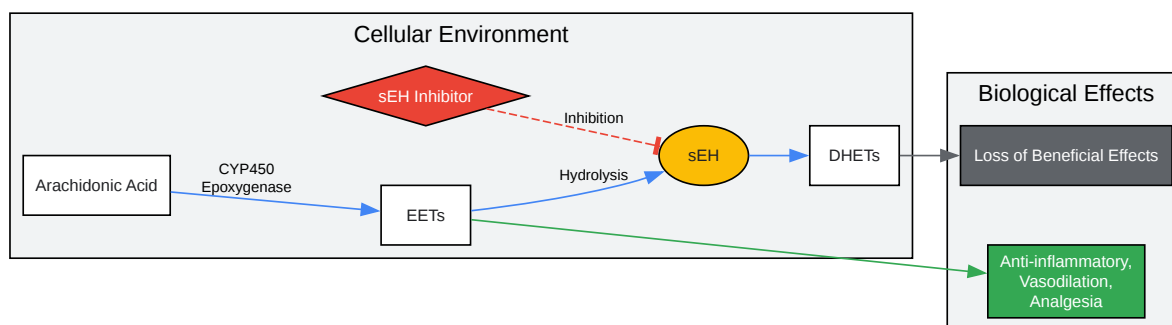 Cellular Environment
sEH Inhibitor
Inhibition
Arachidonic Acid
CYP450
Epoxygenase
EETs
Hydrolysis
sEH
DHETs
Biological Effects
Loss of Beneficial Effects
Anti-inflammatory,
Vasodilation,
Analgesia